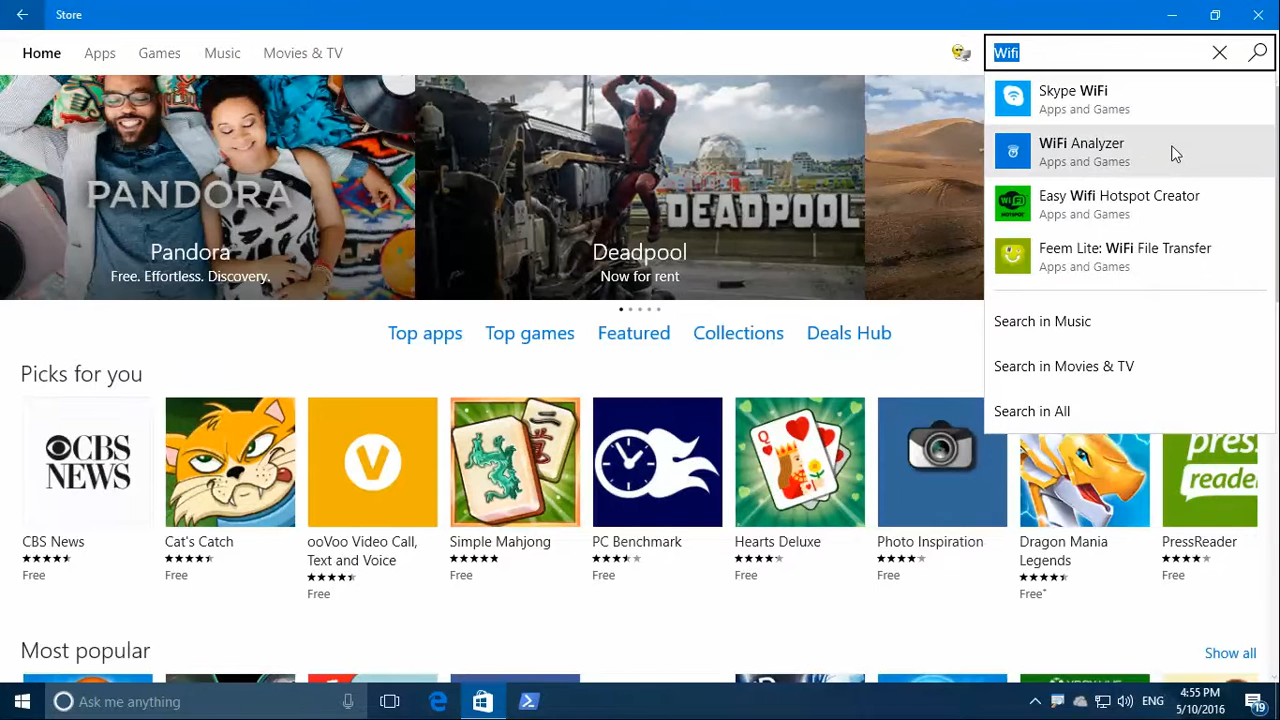 Store
Home Apps Games Music Movies & TV
Wifi
Skype WiFi
Apps and Games
WiFi Analyzer
Apps and Games
Easy Wifi Hotspot Creator
Apps and Games
Feem Lite: WiFi File Transfer
Apps and Games
Search in Music
Search in Movies & TV
Search in All
PANDORA
Pandora
Free. Effortless. Discovery.
DEADPOOL
Deadpool
Now for rent
Top apps Top games Featured Collections Deals Hub
Picks for you
CBS
NEWS
V
WiFi
HOTSPOT
Q
press
reader
CBS News
Free
Cat's Catch
Free
ooVoo Video Call,
Text and Voice
Free
Simple Mahjong
Free
PC Benchmark
Free
Hearts Deluxe
Free
Photo Inspiration
Free
Dragon Mania
Legends
Free*
PressReader
Free
Most popular
Show all
Ask me anything
ENG
4:55 PM
5/10/2016
19